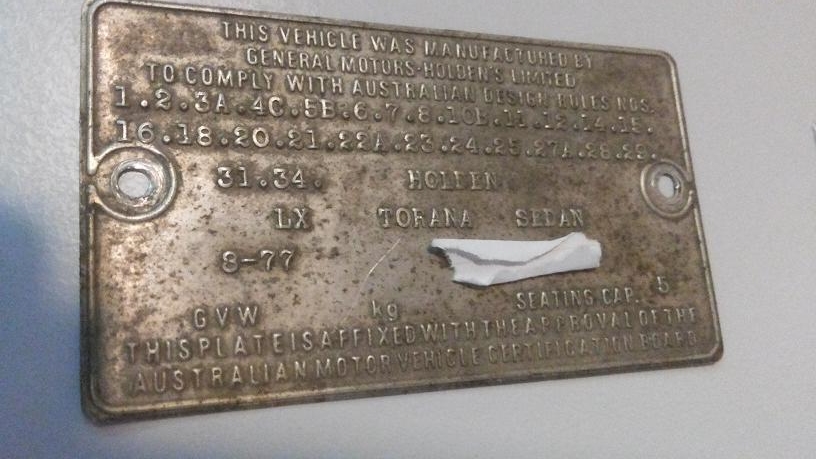 THIS VEHICLE WAS MANUFACTURED BY
GENERAL MOTORS-HOLDEN'S LIMITED
TO COMPLY WITH AUSTRALIAN DESIGN RULES NOS.
1.2.3A.4C.5B.6.7.8.10B.11.12.14.15.
16.18.20.21.22A.23.24.25.27A.28.29.
31.34. HOLDEN
LX TORANA SEDAN
8-77
SEATING CAP. 5
GVW kg
THIS PLATE IS AFFIXED WITH THE APPROVAL OF THE
AUSTRALIAN MOTOR VEHICLE CERTIFICATION BOARD